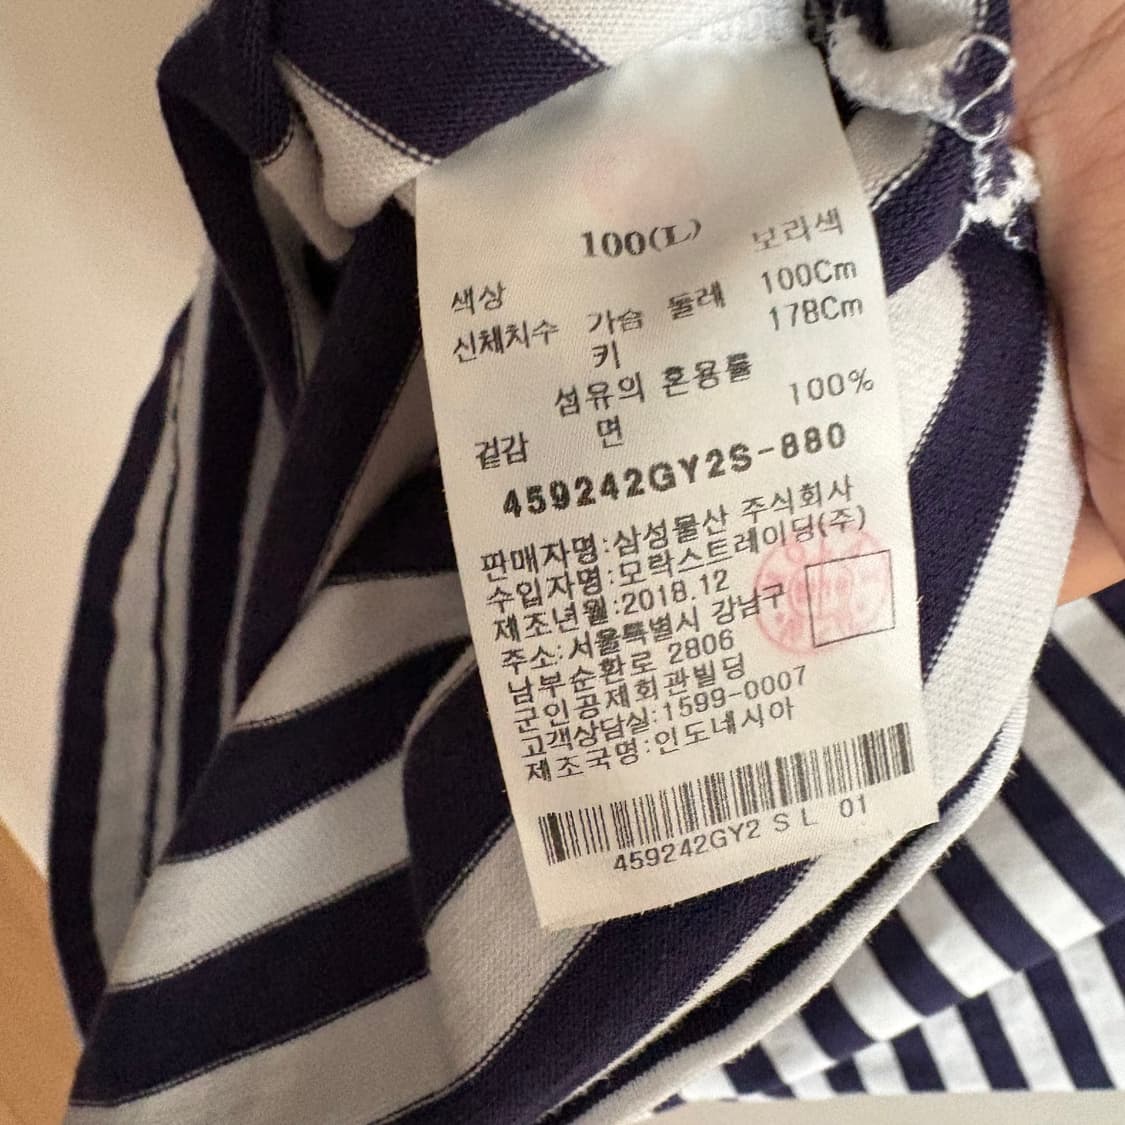 100(L)
색상 보라색
신체치수 가슴 둘레 100Cm
키 178Cm
섬유의 혼용률
겉감 면 100%
459242GY2S-880
판매자명:삼성물산 주식회사
수입자명:모락스트레이딩(주)
제조년월:2018.12
주소:서울특별시 강남구
남부순환로 2806
군인공제회관빌딩
고객상담실:1599-0007
제조국명:인도네시아
459242GY2 S L 01